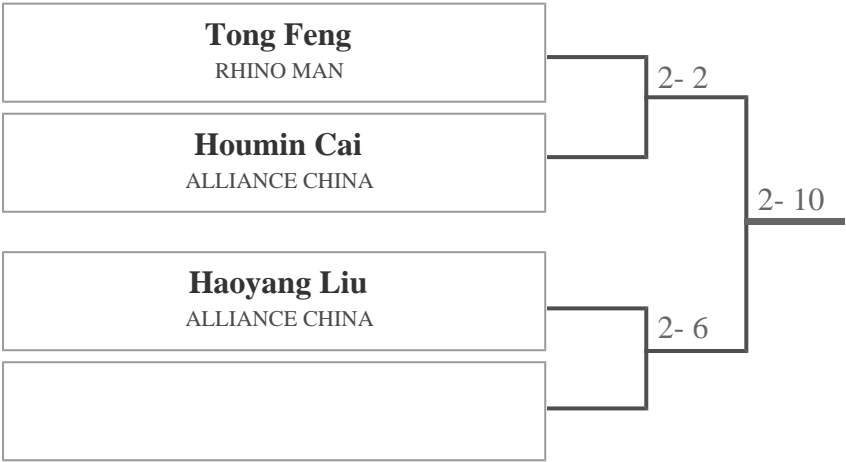 Tong Feng
RHINO MAN
2- 2
Houmin Cai
ALLIANCE CHINA
2- 10
Haoyang Liu
ALLIANCE CHINA
2- 6